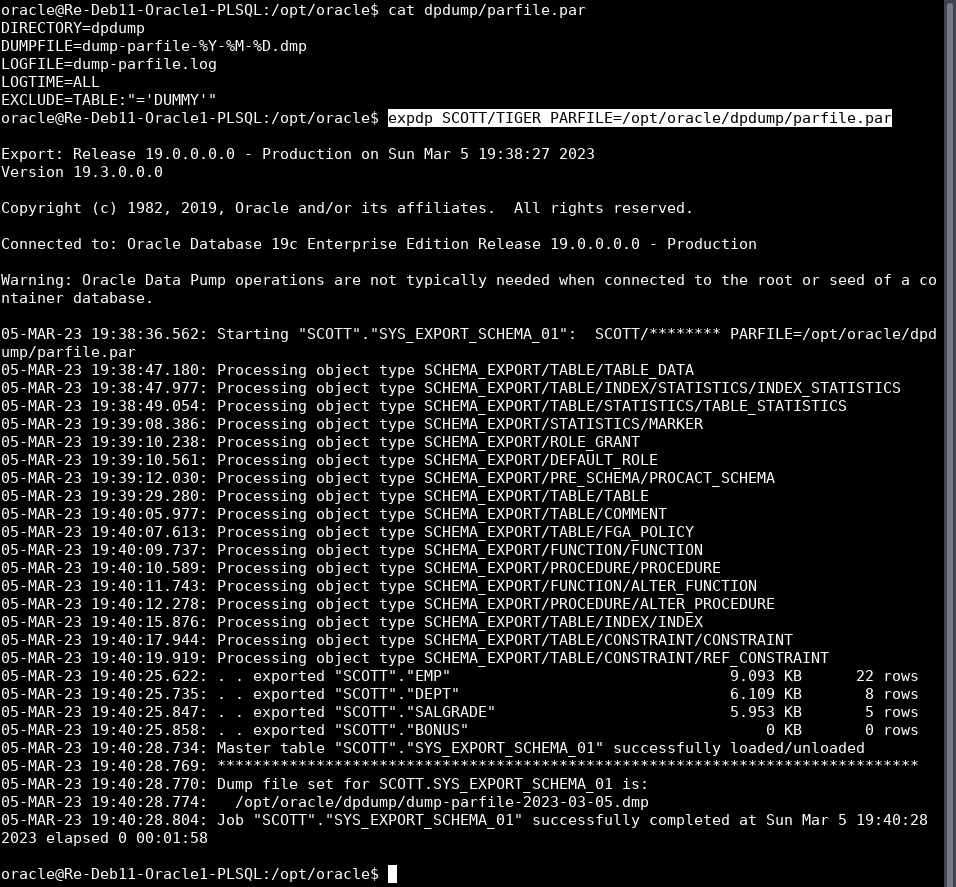 oracle@Re-Deb11-Oracle1-PLSQL:/opt/oracle$ cat dpdump/parfile.par
DIRECTORY=dpdump
DUMPFILE=dump-parfile-%Y-%M-%D.dmp
LOGFILE=dump-parfile.log
LOGTIME=ALL
EXCLUDE=TABLE:"='DUMMY'"
oracle@Re-Deb11-Oracle1-PLSQL:/opt/oracle$ expdp SCOTT/TIGER PARFILE=/opt/oracle/dpdump/parfile.par
Export: Release 19.0.0.0.0 - Production on Sun Mar 5 19:38:27 2023
Version 19.3.0.0.0
Copyright (c) 1982, 2019, Oracle and/or its affiliates.  All rights reserved.
Connected to: Oracle Database 19c Enterprise Edition Release 19.0.0.0.0 - Production
Warning: Oracle Data Pump operations are not typically needed when connected to the root or seed of a co
ntainer database.
05-MAR-23 19:38:36.562: Starting "SCOTT"."SYS_EXPORT_SCHEMA_01":  SCOTT/******** PARFILE=/opt/oracle/dpd
ump/parfile.par
05-MAR-23 19:38:47.180: Processing object type SCHEMA_EXPORT/TABLE/TABLE_DATA
05-MAR-23 19:38:47.977: Processing object type SCHEMA_EXPORT/TABLE/INDEX/STATISTICS/INDEX_STATISTICS
05-MAR-23 19:38:49.054: Processing object type SCHEMA_EXPORT/TABLE/STATISTICS/TABLE_STATISTICS
05-MAR-23 19:39:08.386: Processing object type SCHEMA_EXPORT/STATISTICS/MARKER
05-MAR-23 19:39:10.238: Processing object type SCHEMA_EXPORT/ROLE_GRANT
05-MAR-23 19:39:10.561: Processing object type SCHEMA_EXPORT/DEFAULT_ROLE
05-MAR-23 19:39:12.030: Processing object type SCHEMA_EXPORT/PRE_SCHEMA/PROCACT_SCHEMA
05-MAR-23 19:39:29.280: Processing object type SCHEMA_EXPORT/TABLE/TABLE
05-MAR-23 19:40:05.977: Processing object type SCHEMA_EXPORT/TABLE/COMMENT
05-MAR-23 19:40:07.613: Processing object type SCHEMA_EXPORT/TABLE/FGA_POLICY
05-MAR-23 19:40:09.737: Processing object type SCHEMA_EXPORT/FUNCTION/FUNCTION
05-MAR-23 19:40:10.589: Processing object type SCHEMA_EXPORT/PROCEDURE/PROCEDURE
05-MAR-23 19:40:11.743: Processing object type SCHEMA_EXPORT/FUNCTION/ALTER_FUNCTION
05-MAR-23 19:40:12.278: Processing object type SCHEMA_EXPORT/PROCEDURE/ALTER_PROCEDURE
05-MAR-23 19:40:15.876: Processing object type SCHEMA_EXPORT/TABLE/INDEX/INDEX
05-MAR-23 19:40:17.944: Processing object type SCHEMA_EXPORT/TABLE/CONSTRAINT/CONSTRAINT
05-MAR-23 19:40:19.919: Processing object type SCHEMA_EXPORT/TABLE/CONSTRAINT/REF_CONSTRAINT
05-MAR-23 19:40:25.622: . . exported "SCOTT"."EMP"                               9.093 KB      22 rows
05-MAR-23 19:40:25.735: . . exported "SCOTT"."DEPT"                              6.109 KB       8 rows
05-MAR-23 19:40:25.847: . . exported "SCOTT"."SALGRADE"                          5.953 KB       5 rows
05-MAR-23 19:40:25.858: . . exported "SCOTT"."BONUS"                                 0 KB       0 rows
05-MAR-23 19:40:28.734: Master table "SCOTT"."SYS_EXPORT_SCHEMA_01" successfully loaded/unloaded
05-MAR-23 19:40:28.769: ******************************************************************************
05-MAR-23 19:40:28.770: Dump file set for SCOTT.SYS_EXPORT_SCHEMA_01 is:
05-MAR-23 19:40:28.774:   /opt/oracle/dpdump/dump-parfile-2023-03-05.dmp
05-MAR-23 19:40:28.804: Job "SCOTT"."SYS_EXPORT_SCHEMA_01" successfully completed at Sun Mar 5 19:40:28
2023 elapsed 0 00:01:58
oracle@Re-Deb11-Oracle1-PLSQL:/opt/oracle$